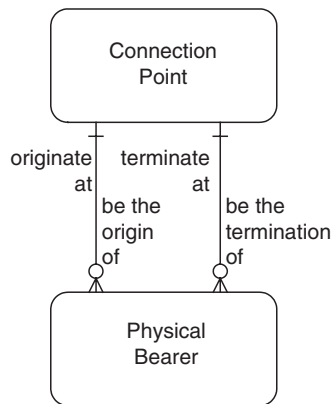 Connection
Point
originate
at
terminate
at
be the
origin
of
be the
termination
of
Physical
Bearer